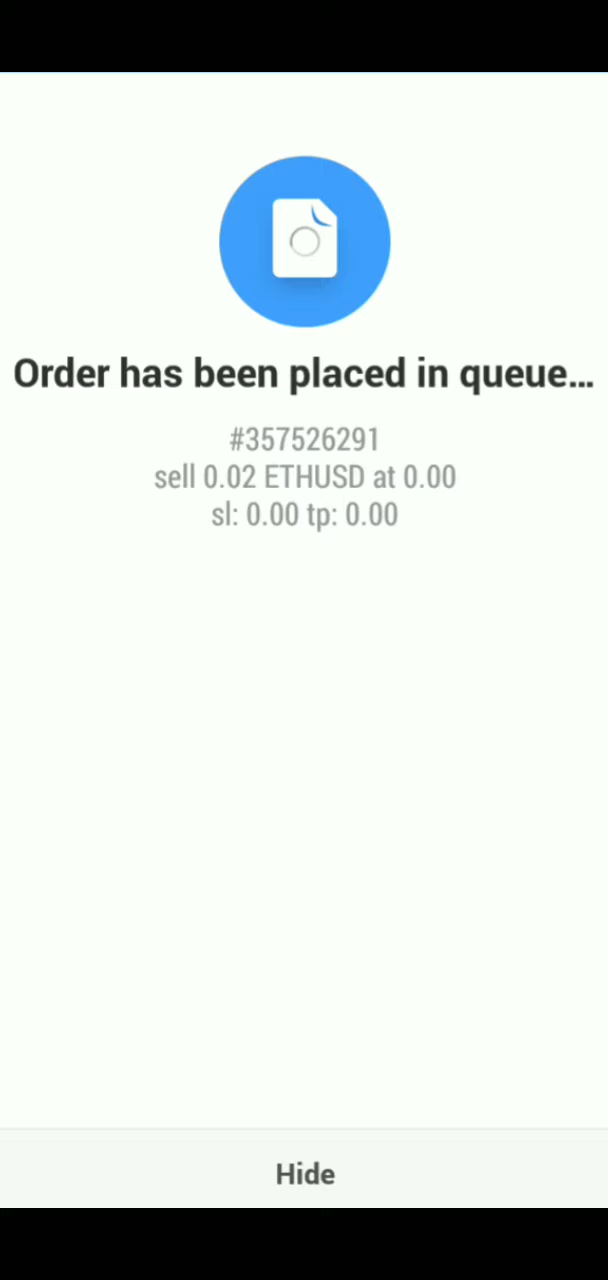 Order has been placed in queue...
#357526291
sell 0.02 ETHUSD at 0.00
sl: 0.00 tp: 0.00
Hide